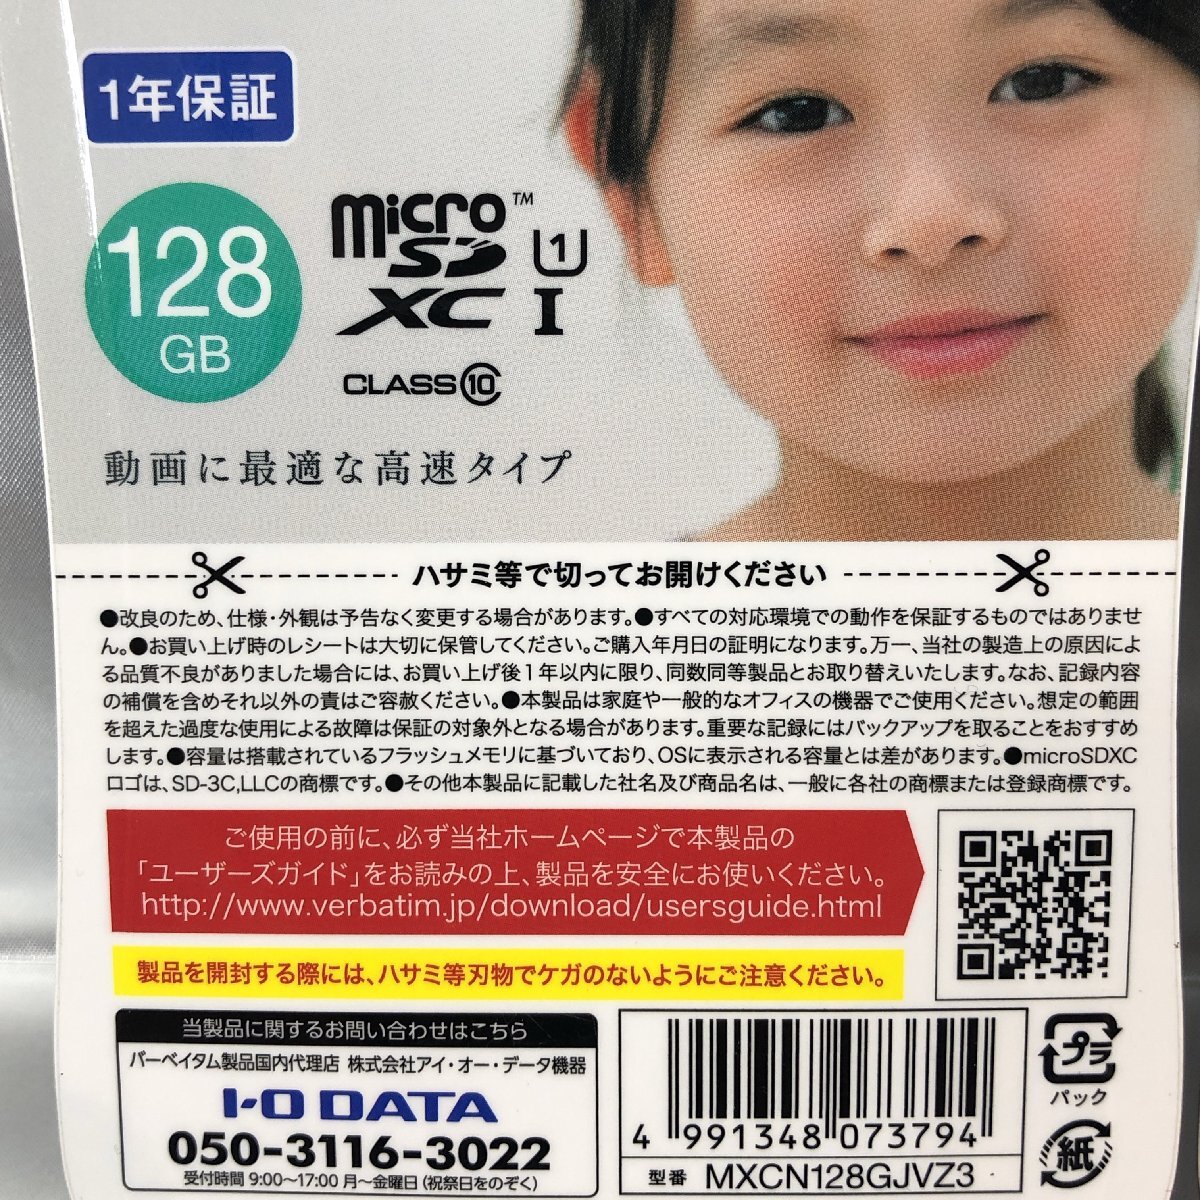 1年保証
128
GB
micro™
SD
XC
1
I
CLASS10
動画に最適な高速タイプ
ハサミ等で切ってお開けください
●改良のため、仕様・外観は予告なく変更する場合があります。●すべての対応環境での動作を保証するものではありませ
ん。●お買い上げ時のレシートは大切に保管してください。ご購入年月日の証明になります。万一、当社の製造上の原因によ
る品質不良がありました場合には、お買い上げ後1年以内に限り、同数同等製品とお取り替えいたします。なお、記録内容
の補償を含めそれ以外の責はご容赦ください。●本製品は家庭や一般的なオフィスの機器でご使用ください。想定の範囲
を超えた過度な使用による故障は保証の対象外となる場合があります。重要な記録にはバックアップを取ることをおすすめ
します。●容量は搭載されているフラッシュメモリに基づいており、OSに表示される容量とは差があります。●microSDXC
ロゴは、SD-3C,LLCの商標です。●その他本製品に記載した社名及び商品名は、一般に各社の商標または登録商標です。
ご使用の前に、必ず当社ホームページで本製品の
「ユーザーズガイド」をお読みの上、製品を安全にお使いください。
http://www.verbatim.jp/download/usersguide.html
製品を開封する際には、ハサミ等刃物でケガのないようにご注意ください。
当製品に関するお問い合わせはこちら
バーベイタム製品国内代理店 株式会社アイ・オー・データ機器
I-O DATA
050-3116-3022
受付時間 9:00～17:00 月～金曜日(祝祭日をのぞく)
4 991348 073794
型番 MXCN128GJVZ3
プラ
パック
紙